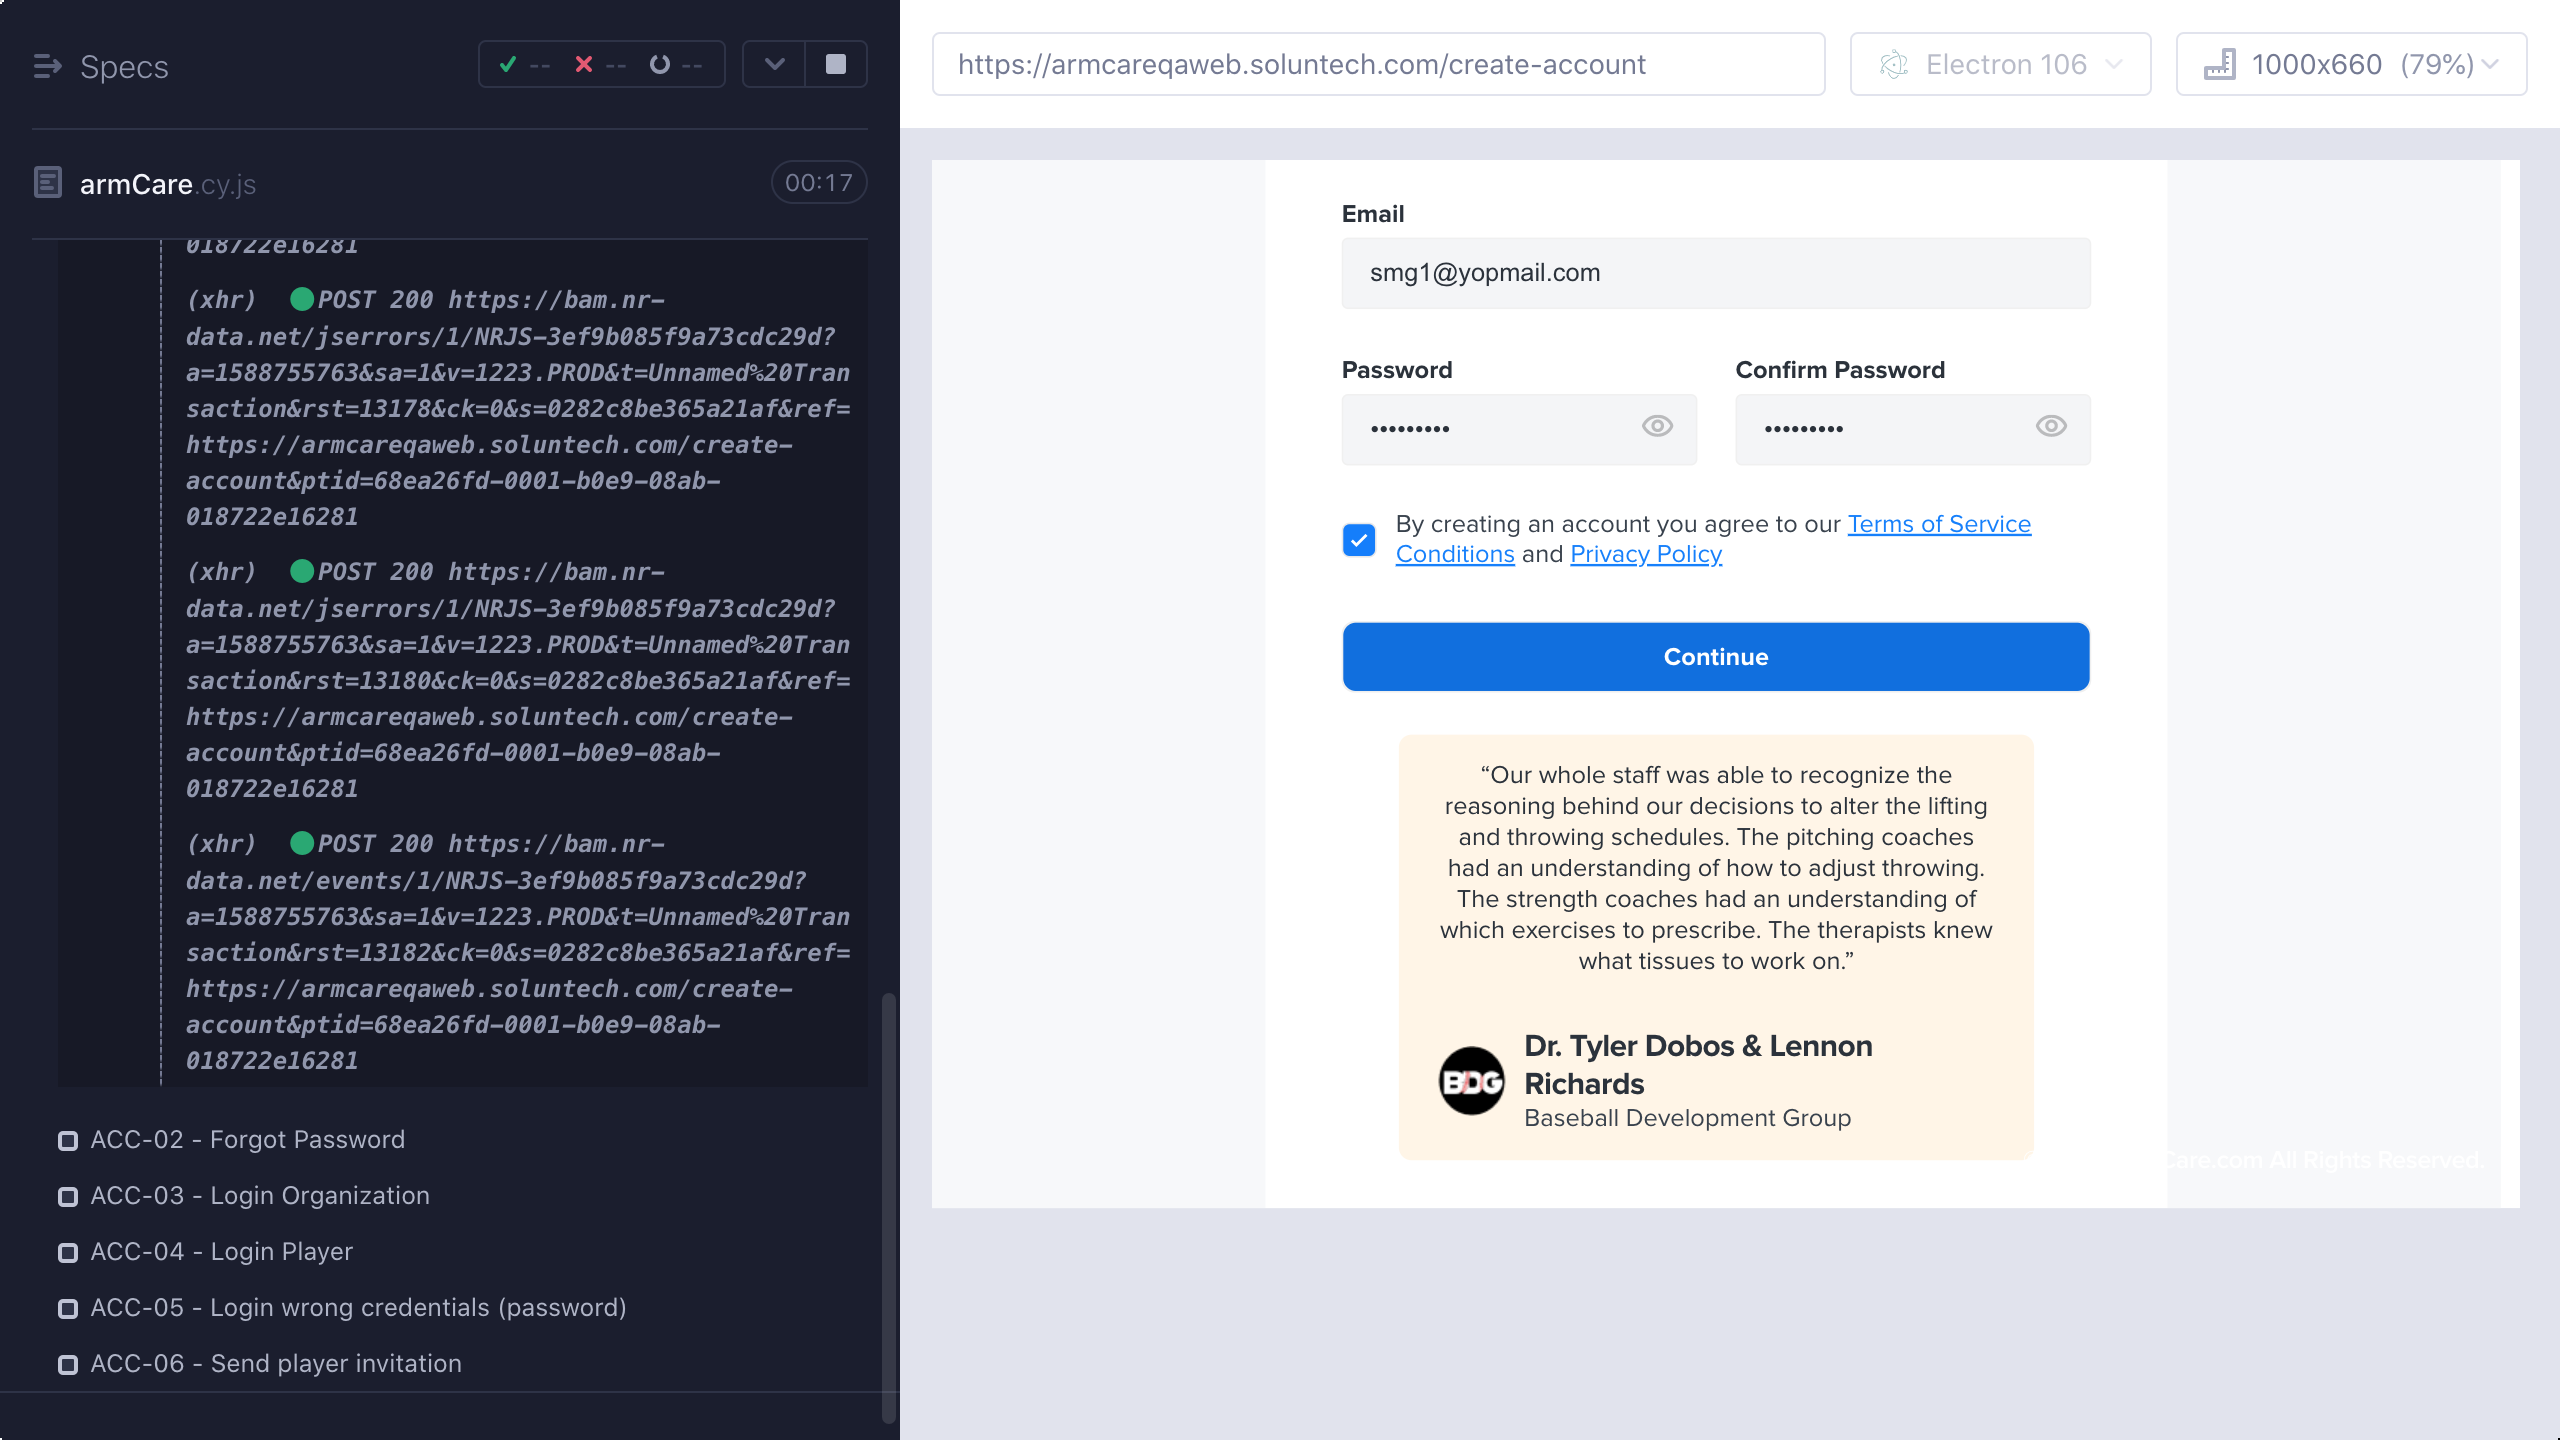 Specs
-- -- --
armCare.cy.js
00:17
018722e16281
(xhr) POST 200 https://bam.nr-
data.net/jserrors/1/NRJS-3ef9b085f9a73cdc29d?
a=1588755763&sa=1&v=1223.PROD&t=Unnamed%20Tran
saction&rst=13178&ck=0&s=0282c8be365a21af&ref=
https://armcareqaweb.soluntech.com/create-
account&ptid=68ea26fd-0001-b0e9-08ab-
018722e16281
(xhr) POST 200 https://bam.nr-
data.net/jserrors/1/NRJS-3ef9b085f9a73cdc29d?
a=1588755763&sa=1&v=1223.PROD&t=Unnamed%20Tran
saction&rst=13180&ck=0&s=0282c8be365a21af&ref=
https://armcareqaweb.soluntech.com/create-
account&ptid=68ea26fd-0001-b0e9-08ab-
018722e16281
(xhr) POST 200 https://bam.nr-
data.net/events/1/NRJS-3ef9b085f9a73cdc29d?
a=1588755763&sa=1&v=1223.PROD&t=Unnamed%20Tran
saction&rst=13182&ck=0&s=0282c8be365a21af&ref=
https://armcareqaweb.soluntech.com/create-
account&ptid=68ea26fd-0001-b0e9-08ab-
018722e16281
ACC-02 - Forgot Password
ACC-03 - Login Organization
ACC-04 - Login Player
ACC-05 - Login wrong credentials (password)
ACC-06 - Send player invitation
https://armcareqaweb.soluntech.com/create-account
Electron 106
1000x660 (79%)
Email
smg1@yopmail.com
Password
Confirm Password
•••••••••
•••••••••
By creating an account you agree to our Terms of Service
Conditions and Privacy Policy
Continue
“Our whole staff was able to recognize the
reasoning behind our decisions to alter the lifting
and throwing schedules. The pitching coaches
had an understanding of how to adjust throwing.
The strength coaches had an understanding of
which exercises to prescribe. The therapists knew
what tissues to work on.”
BDG
Dr. Tyler Dobos & Lennon
Richards
Baseball Development Group
Care.com All Rights Reserved.